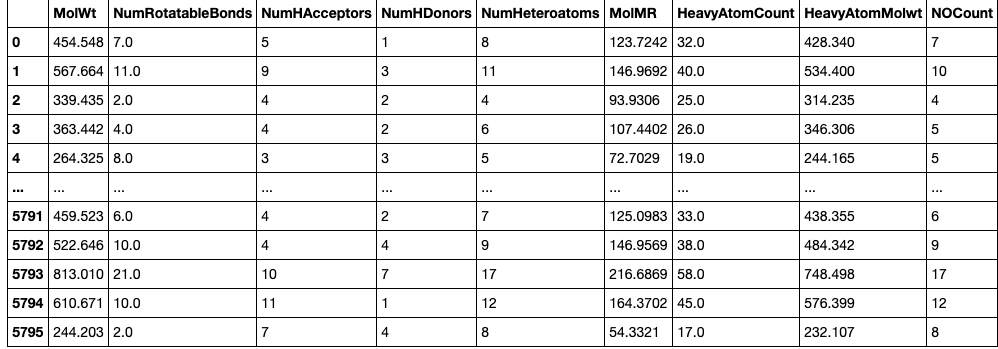 MolWt NumRotatableBonds NumHAcceptors NumHDonors NumHeteroatoms MolMR HeavyAtomCount HeavyAtomMolwt NOCount
0 454.548 7.0 5 1 8 123.7242 32.0 428.340 7
1 567.664 11.0 9 3 11 146.9692 40.0 534.400 10
2 339.435 2.0 4 2 4 93.9306 25.0 314.235 4
3 363.442 4.0 4 2 6 107.4402 26.0 346.306 5
4 264.325 8.0 3 3 5 72.7029 19.0 244.165 5
... ... ... ... ... ... ... ... ... ...
5791 459.523 6.0 4 2 7 125.0983 33.0 438.355 6
5792 522.646 10.0 4 4 9 146.9569 38.0 484.342 9
5793 813.010 21.0 10 7 17 216.6869 58.0 748.498 17
5794 610.671 10.0 11 1 12 164.3702 45.0 576.399 12
5795 244.203 2.0 7 4 8 54.3321 17.0 232.107 8